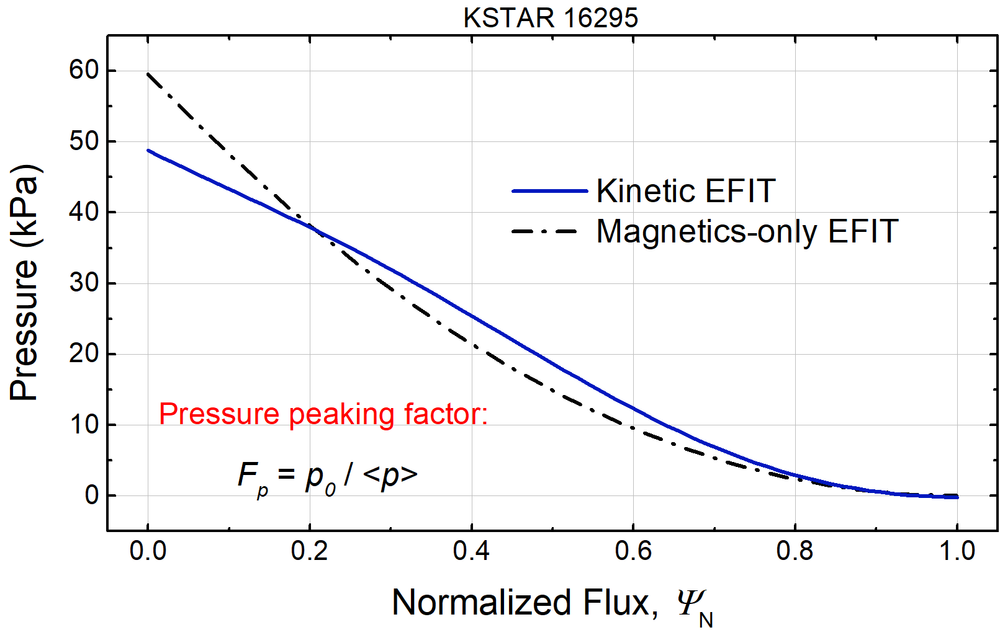 KSTAR 16295
60
50
40
30
20
10
0
Pressure (kPa)
Kinetic EFIT
Magnetics-only EFIT
Pressure peaking factor:
Fp = p0 / <p>
0.0 0.2 0.4 0.6 0.8 1.0
Normalized Flux, ΨN